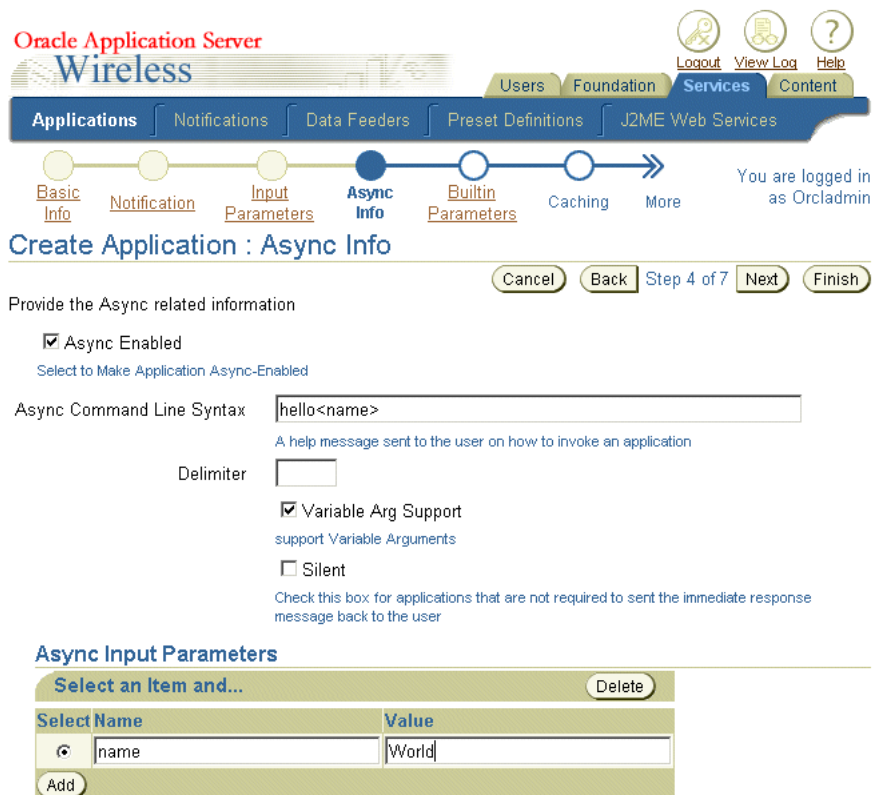 Oracle Application Server
Wireless
Logout View Log Help
Users Foundation Services Content
Applications Notifications Data Feeders Preset Definitions J2ME Web Services
Basic Info Notification Input Parameters Async Info Builtin Parameters Caching More
You are logged in as Orcladmin
Create Application : Async Info
Cancel Back Step 4 of 7 Next Finish
Provide the Async related information
Async Enabled
Select to Make Application Async-Enabled
Async Command Line Syntax hello<name>
A help message sent to the user on how to invoke an application
Delimiter
Variable Arg Support
support Variable Arguments
Silent
Check this box for applications that are not required to sent the immediate response
message back to the user
Async Input Parameters
Select an Item and... Delete
Select Name Value
name World
Add